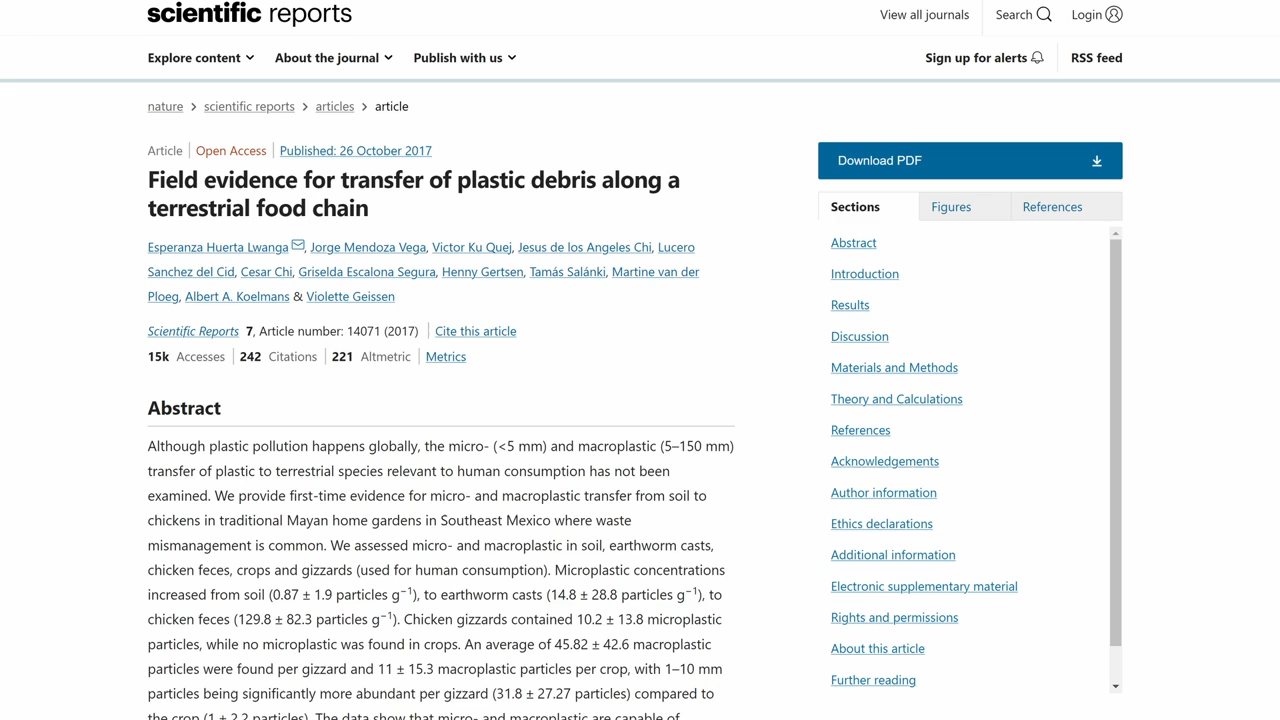 scientific reports
View all journals
Search
Login
Explore content
About the journal
Publish with us
Sign up for alerts
RSS feed
nature > scientific reports > articles > article
Article | Open Access | Published: 26 October 2017
Field evidence for transfer of plastic debris along a
terrestrial food chain
Esperanza Huerta Lwanga, Jorge Mendoza Vega, Victor Ku Quej, Jesus de los Angeles Chi, Lucero
Sanchez del Cid, Cesar Chi, Griselda Escalona Segura, Henny Gertsen, Tamás Salánki, Martine van der
Ploeg, Albert A. Koelmans & Violette Geissen
Scientific Reports 7, Article number: 14071 (2017) | Cite this article
15k Accesses | 242 Citations | 221 Altmetric | Metrics
Abstract
Although plastic pollution happens globally, the micro- (<5 mm) and macroplastic (5–150 mm)
transfer of plastic to terrestrial species relevant to human consumption has not been
examined. We provide first-time evidence for micro- and macroplastic transfer from soil to
chickens in traditional Mayan home gardens in Southeast Mexico where waste
mismanagement is common. We assessed micro- and macroplastic in soil, earthworm casts,
chicken feces, crops and gizzards (used for human consumption). Microplastic concentrations
increased from soil (0.87 ± 1.9 particles g⁻¹), to earthworm casts (14.8 ± 28.8 particles g⁻¹), to
chicken feces (129.8 ± 82.3 particles g⁻¹). Chicken gizzards contained 10.2 ± 13.8 microplastic
particles, while no microplastic was found in crops. An average of 45.82 ± 42.6 macroplastic
particles were found per gizzard and 11 ± 15.3 macroplastic particles per crop, with 1–10 mm
particles being significantly more abundant per gizzard (31.8 ± 27.27 particles) compared to
the crop (1 ± 2.2 particles). The data show that micro- and macroplastic are capable of
Download PDF
Sections
Figures
References
Abstract
Introduction
Results
Discussion
Materials and Methods
Theory and Calculations
References
Acknowledgements
Author information
Ethics declarations
Additional information
Electronic supplementary material
Rights and permissions
About this article
Further reading